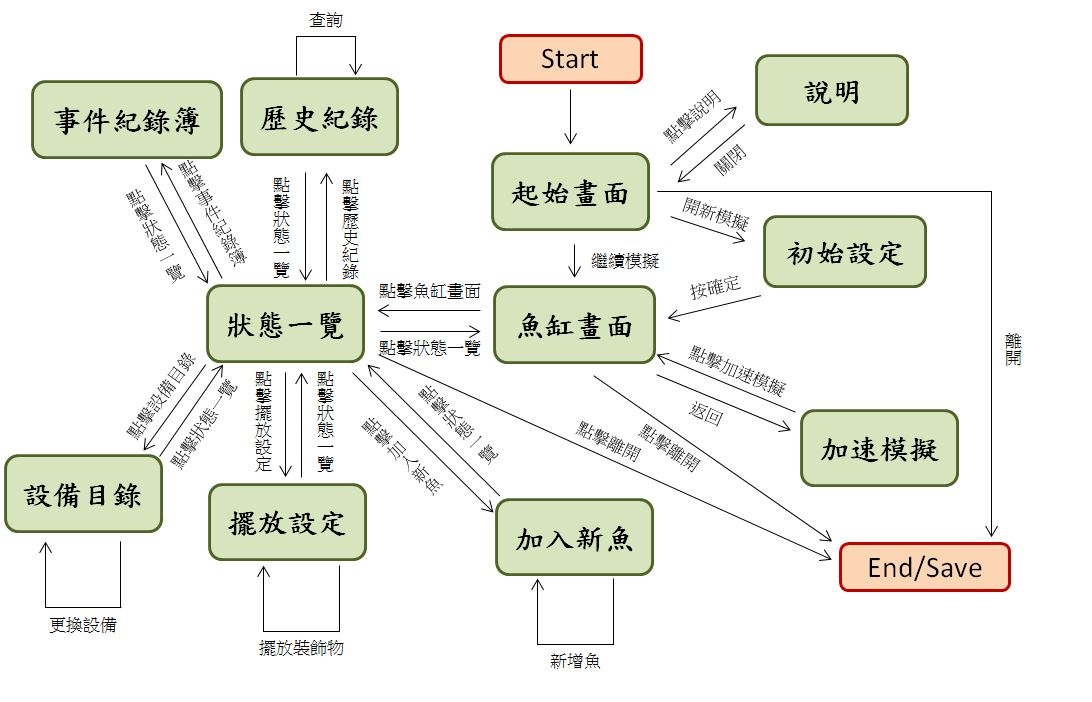 查詢
Start
說明
事件紀錄簿
歷史紀錄
點擊說明
關閉
起始畫面
點擊狀態一覽
點擊事件紀錄簿
點擊狀態一覽
點擊歷史紀錄
開新模擬
初始設定
繼續模擬
按確定
狀態一覽
點擊魚缸畫面
點擊狀態一覽
魚缸畫面
離開
點擊設備目錄
點擊狀態一覽
點擊擺放設定
點擊狀態一覽
點擊加入新魚
點擊狀態一覽
點擊加速模擬
返回
點擊離開
點擊離開
加速模擬
設備目錄
擺放設定
加入新魚
End/Save
更換設備
擺放裝飾物
新增魚